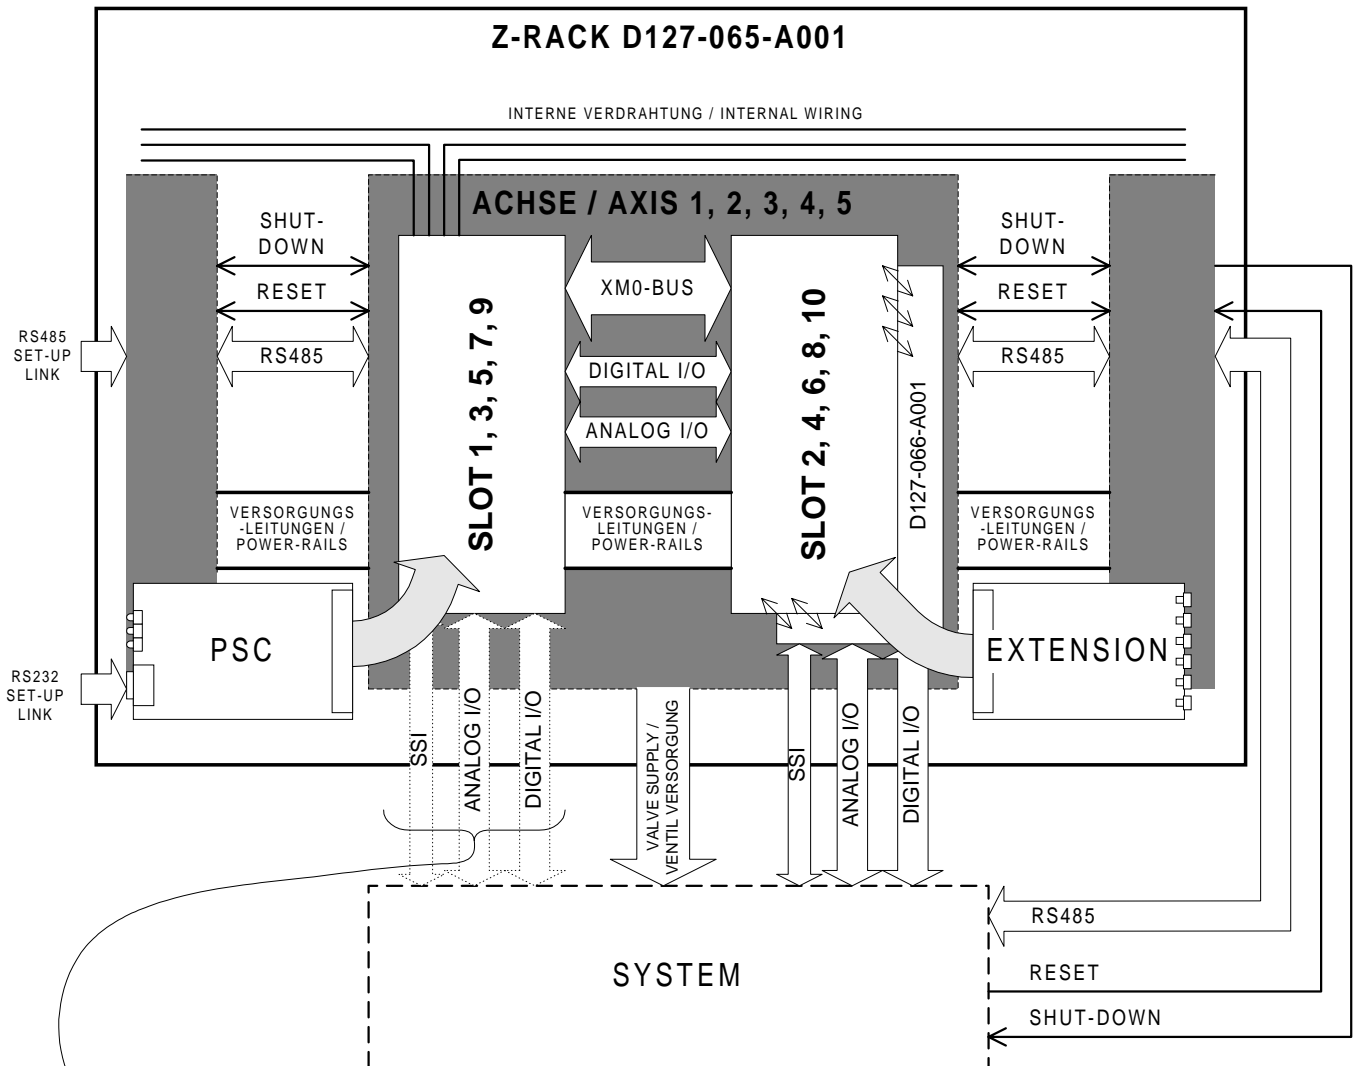 Z-RACK D127-065-A001
INTERNE VERDRAHTUNG / INTERNAL WIRING
ACHSE / AXIS 1, 2, 3, 4, 5
SHUT-
DOWN
RESET
RS485
RS485
SET-UP
LINK
SLOT 1, 3, 5, 7, 9
XM0-BUS
DIGITAL I/O
ANALOG I/O
SLOT 2, 4, 6, 8, 10
D127-066-A001
SHUT-
DOWN
RESET
RS485
VERSORGUNGS
-LEITUNGEN /
POWER-RAILS
VERSORGUNGS-
LEITUNGEN /
POWER-RAILS
VERSORGUNGS
-LEITUNGEN /
POWER-RAILS
PSC
EXTENSION
RS232
SET-UP
LINK
SSI
ANALOG I/O
DIGITAL I/O
VALVE SUPPLY /
VENTIL VERSORGUNG
SSI
ANALOG I/O
DIGITAL I/O
RS485
SYSTEM
RESET
SHUT-DOWN